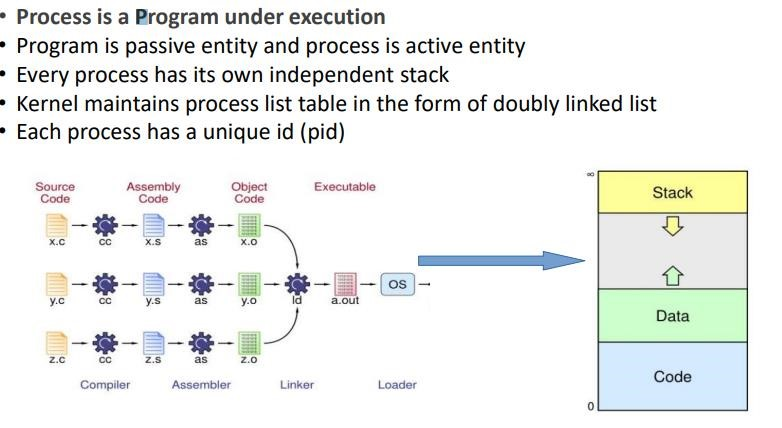 • Process is a Program under execution
• Program is passive entity and process is active entity
• Every process has its own independent stack
• Kernel maintains process list table in the form of doubly linked list
• Each process has a unique id (pid)
Source Code
Assembly Code
Object Code
Executable
x.c cc x.s as x.o
y.c cc y.s as y.o ld a.out OS
z.c cc z.s as z.o
Compiler Assembler Linker Loader
∞
Stack
Data
Code
0